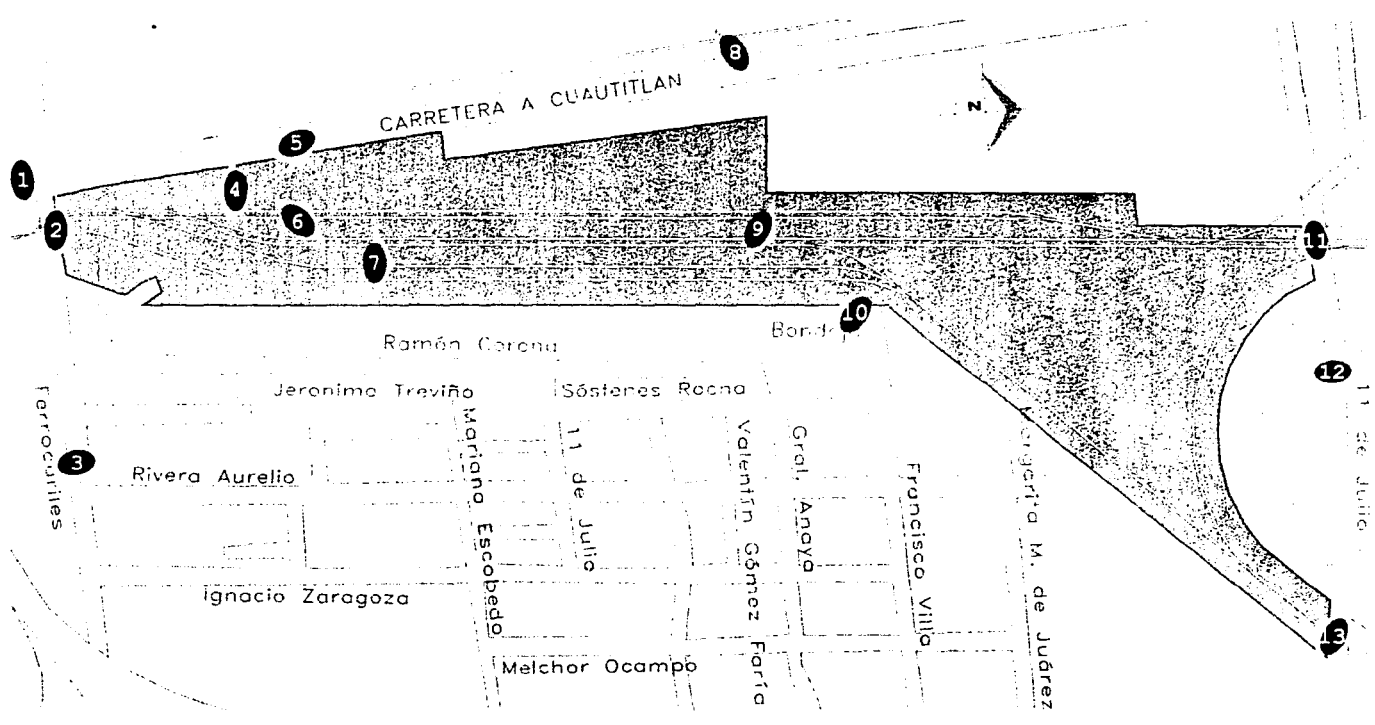 8
CARRETERA A CUAUTITLAN
N
5
1
4
6
2
9
11
7
10
Ramón Corona
12
Jeronimo Treviño
Sóstenes Rocha
3
Rivera Aurelio
Ferrocarriles
Mariano Escobedo
11 de Julio
Valentín Gómez Faría
Gral. Anaya
Francisco Villa
Margarita M. de Juárez
11 de Julio
Ignacio Zaragoza
13
Melchor Ocampo